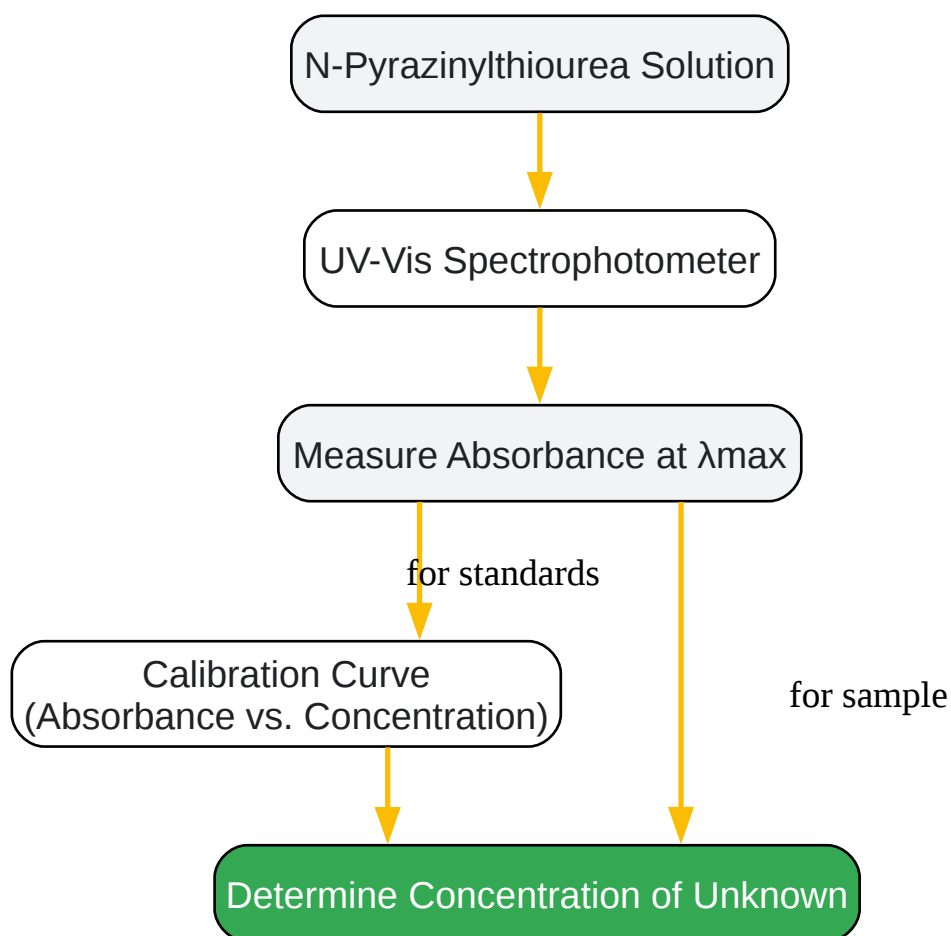 N-Pyrazinylthiourea Solution
UV-Vis Spectrophotometer
Measure Absorbance at λmax
for standards
Calibration Curve
(Absorbance vs. Concentration)
for sample
Determine Concentration of Unknown